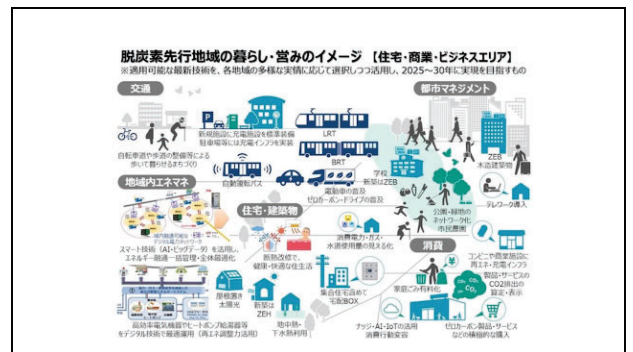 脱炭素先行地域の暮らし・営みのイメージ 【住宅・商業・ビジネスエリア】
※適用可能な最新技術を、各地域の多様な実情に応じて選択しつつ活用し、2025~30年に実現を目指すもの
交通
新規施設に充電施設を標準装備
駐車場等には充電インフラを実装
自転車道や歩道の整備等による
歩いて暮らせるまちづくり
自動運転バス
LRT
BRT
電動車の普及
ゼロカーボン・ドライブの普及
都市マネジメント
ZEB
木造建築物
学校
新築はZEB
テレワーク導入
公園・緑地の
ネットワーク化
市民農園
地域内エネマネ
スマート技術(AI・ビッグデータ)を活用し、
エネルギー融通一括管理・全体最適化
高効率電気機器やヒートポンプ給湯器等
をデジタル技術で最適運用(再エネ調整力活用)
住宅・建築物
断熱改修で、
健康・快適な住生活
消費電力・ガス・
水道使用量の見える化
屋根置き
太陽光
新築は
ZEH
地中熱・
下水熱利用
集合住宅含めて
宅配BOX
消費
家庭ごみ有料化
コンビニや商業施設に
再エネ・充電インフラ
製品・サービスの
CO2排出の
算定・表示
CO₂
CO₂
CO₂
ナッジ・AI・IoTの活用
消費行動変容
ゼロカーボン製品・サービス
などの積極的な購入